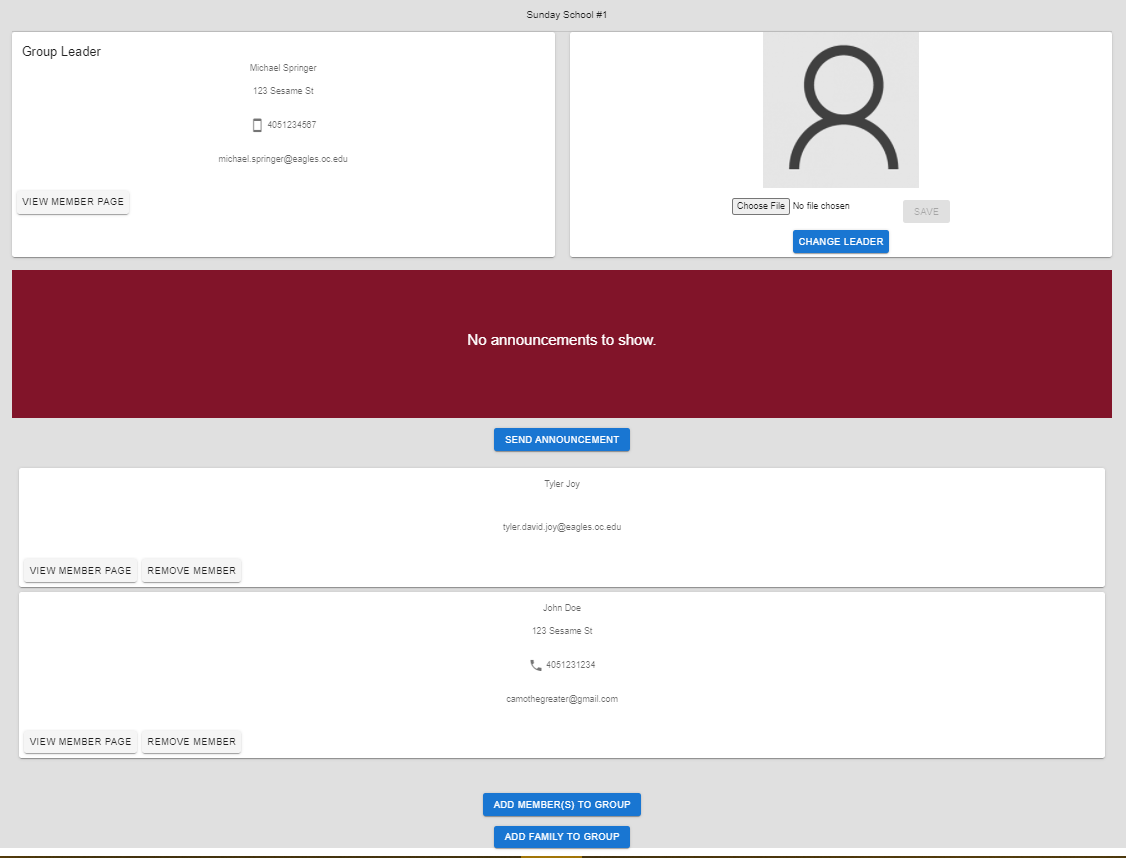 Sunday School #1
Group Leader
Michael Springer
123 Sesame St
4051234567
michael.springer@eagles.oc.edu
VIEW MEMBER PAGE
Choose File No file chosen
SAVE
CHANGE LEADER
No announcements to show.
SEND ANNOUNCEMENT
Tyler Joy
tyler.david.joy@eagles.oc.edu
VIEW MEMBER PAGE REMOVE MEMBER
John Doe
123 Sesame St
4051231234
camothegreater@gmail.com
VIEW MEMBER PAGE REMOVE MEMBER
ADD MEMBER(S) TO GROUP
ADD FAMILY TO GROUP